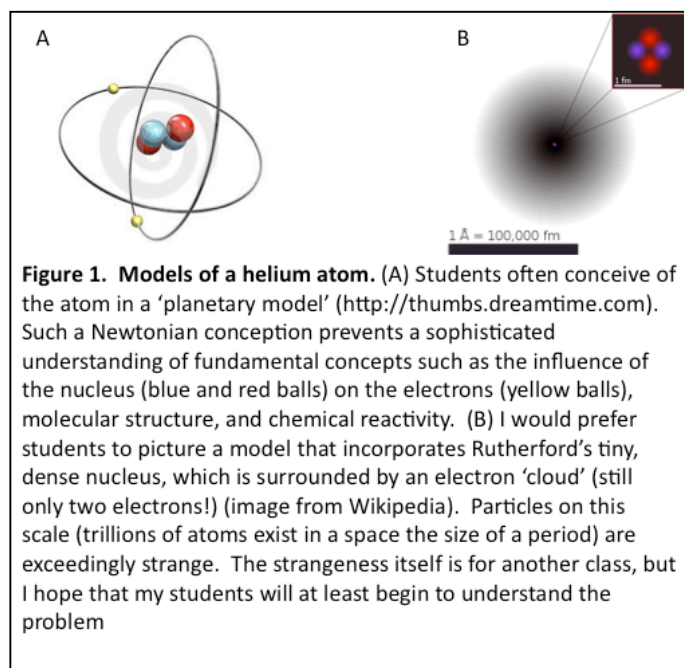 A
B
1 fm
1 Å = 100,000 fm
Figure 1. Models of a helium atom. (A) Students often conceive of
the atom in a ‘planetary model’ (http://thumbs.dreamtime.com).
Such a Newtonian conception prevents a sophisticated
understanding of fundamental concepts such as the influence of
the nucleus (blue and red balls) on the electrons (yellow balls),
molecular structure, and chemical reactivity. (B) I would prefer
students to picture a model that incorporates Rutherford’s tiny,
dense nucleus, which is surrounded by an electron ‘cloud’ (still
only two electrons!) (image from Wikipedia). Particles on this
scale (trillions of atoms exist in a space the size of a period) are
exceedingly strange. The strangeness itself is for another class, but
I hope that my students will at least begin to understand the
problem